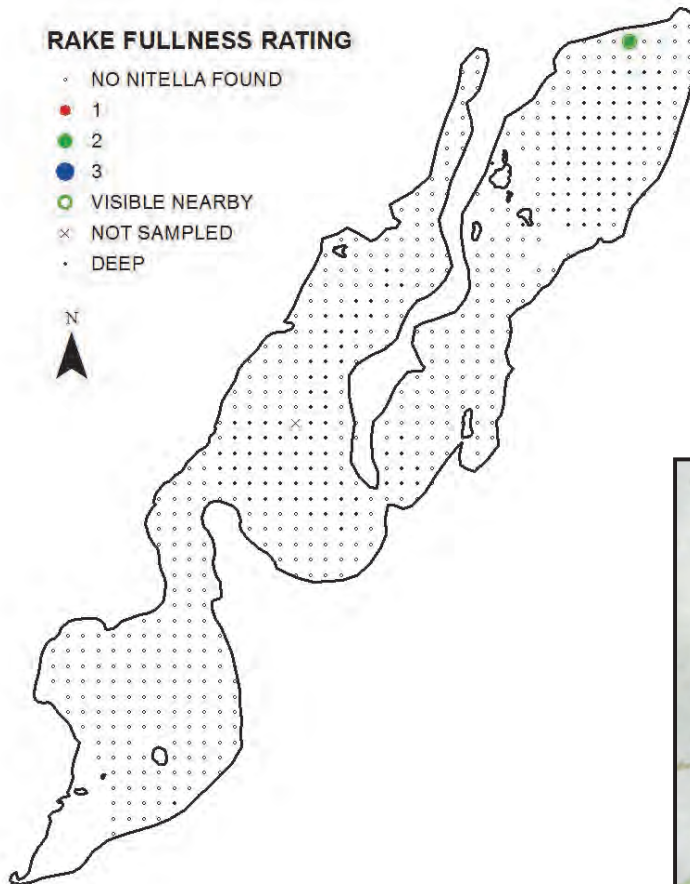 RAKE FULLNESS RATING
NO NITELLA FOUND
1
2
3
VISIBLE NEARBY
NOT SAMPLED
DEEP
N